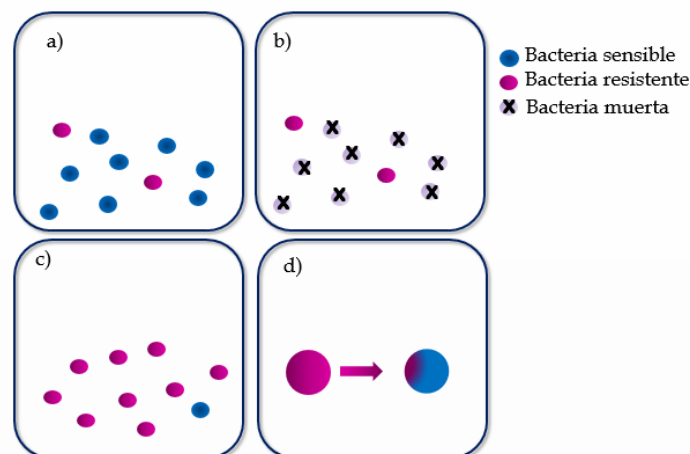 a)
b)
Bacteria sensible
Bacteria resistente
Bacteria muerta
c)
d)